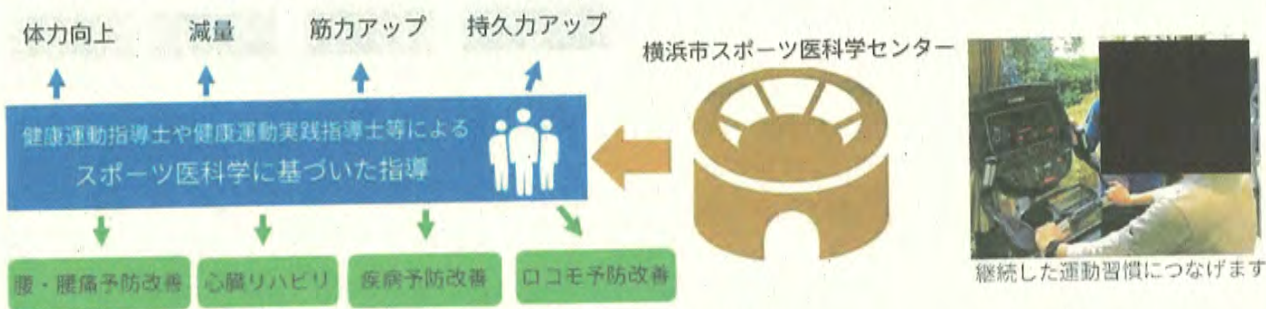 体力向上
減量
筋力アップ
持久力アップ
横浜市スポーツ医科学センター
健康運動指導士や健康運動実践指導士等による
スポーツ医科学に基づいた指導
腰・腰痛予防改善
心臓リハビリ
疾病予防改善
ロコモ予防改善
継続した運動習慣につなげます